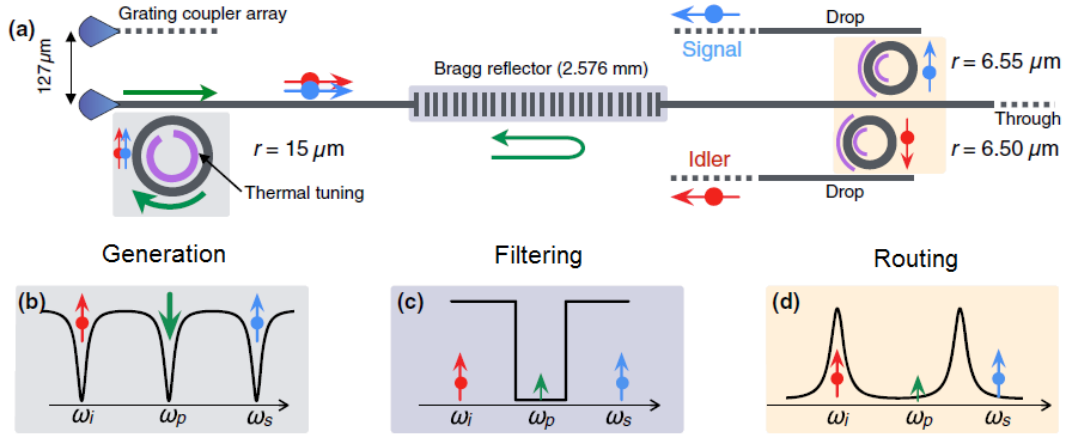 (a)
Grating coupler array
127 μm
Bragg reflector (2.576 mm)
Signal
Drop
r = 6.55 μm
Through
r = 6.50 μm
r = 15 μm
Thermal tuning
Idler
Drop
Generation
Filtering
Routing
(b)
ωi
ωp
ωs
(c)
ωi
ωp
ωs
(d)
ωi
ωp
ωs